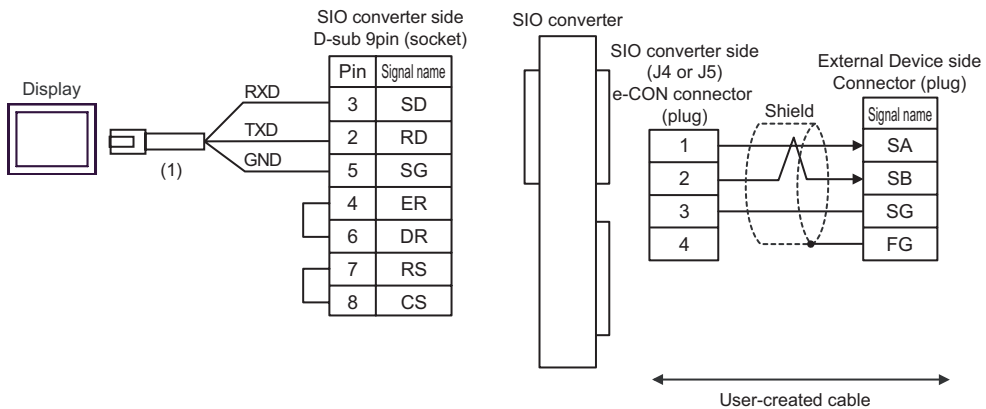 Display
(1)
RXD
TXD
GND
SIO converter side
D-sub 9pin (socket)
Pin Signal name
3 SD
2 RD
5 SG
4 ER
6 DR
7 RS
8 CS
SIO converter
SIO converter side
(J4 or J5)
e-CON connector
(plug)
1
2
3
4
Shield
External Device side
Connector (plug)
Signal name
SA
SB
SG
FG
User-created cable